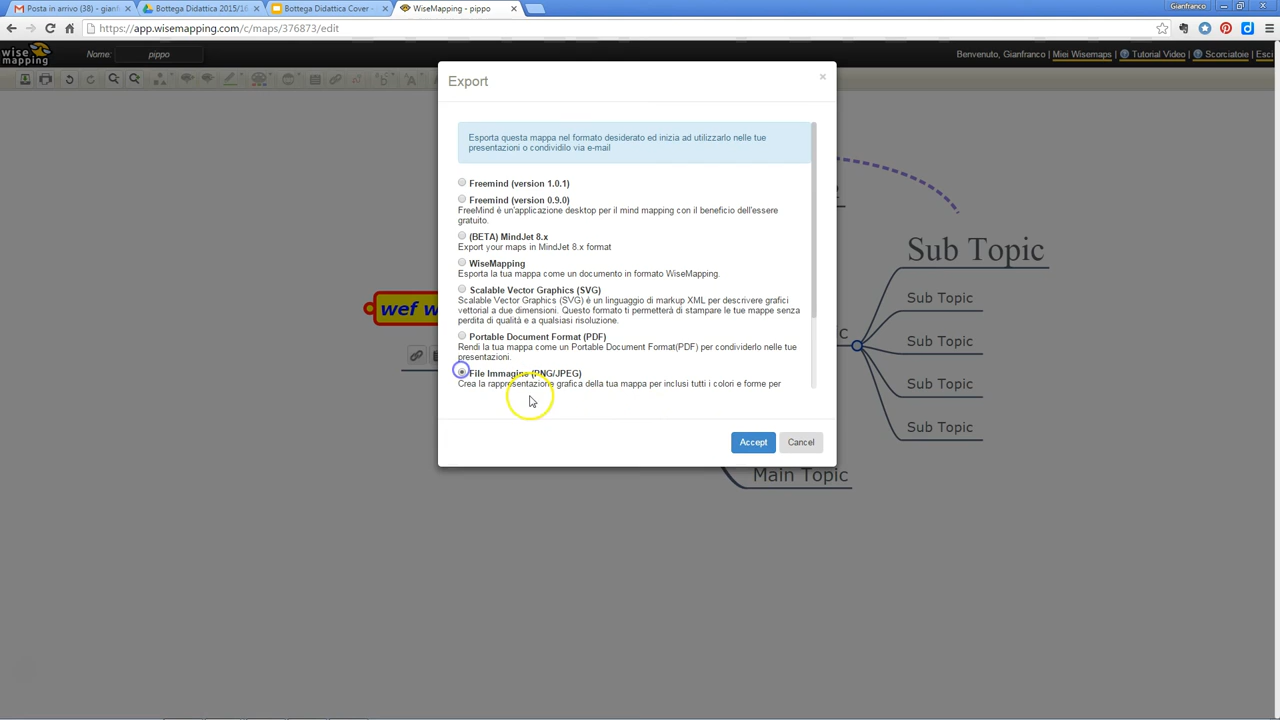 Posta in arrivo (38) - gianf
Bottega Didattica 2015/16
Bottega Didattica Cover -
WiseMapping - pippo
Gianfranco
https://app.wisemapping.com/c/maps/376873/edit
wise
mapping
Nome:
pippo
Benvenuto, Gianfranco | Miei Wisemaps | Tutorial Video | Scorciatoie | Esci
Export
×
Esporta questa mappa nel formato desiderato ed inizia ad utilizzarlo nelle tue
presentazioni o condividilo via e-mail
Freemind (version 1.0.1)
Freemind (version 0.9.0)
FreeMind è un'applicazione desktop per il mind mapping con il beneficio dell'essere
gratuito.
(BETA) MindJet 8.x
Export your maps in MindJet 8.x format
WiseMapping
Esporta la tua mappa come un documento in formato WiseMapping.
Scalable Vector Graphics (SVG)
Scalable Vector Graphics (SVG) è un linguaggio di markup XML per descrivere grafici
vettorial a due dimensioni. Questo formato ti permetterà di stampare le tue mappe senza
perdita di qualità e a qualsiasi risoluzione.
Portable Document Format (PDF)
Rendi la tua mappa come un Portable Document Format(PDF) per condividerlo nelle tue
presentazioni.
File Immagine (PNG/JPEG)
Crea la rappresentazione grafica della tua mappa per inclusi tutti i colori e forme per
Accept
Cancel
wef w
Sub Topic
Sub Topic
Sub Topic
Sub Topic
Sub Topic
Main Topic